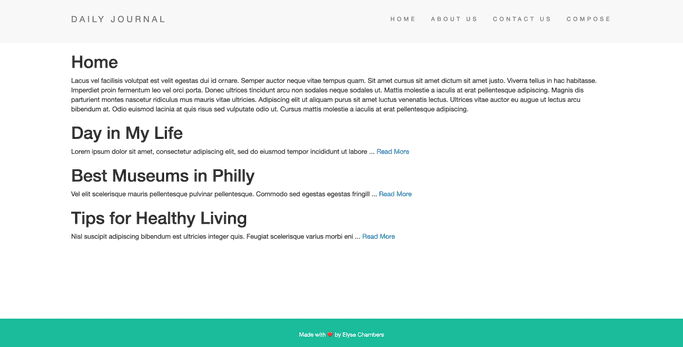 DAILY JOURNAL
HOME ABOUT US CONTACT US COMPOSE
Home
Lacus vel facilisis volutpat est velit egestas dui id ornare. Semper auctor neque vitae tempus quam. Sit amet cursus sit amet dictum sit amet justo. Viverra tellus in hac habitasse.
Imperdiet proin fermentum leo vel orci porta. Donec ultrices tincidunt arcu non sodales neque sodales ut. Mattis molestie a iaculis at erat pellentesque adipiscing. Magnis dis
parturient montes nascetur ridiculus mus mauris vitae ultricies. Adipiscing elit ut aliquam purus sit amet luctus venenatis lectus. Ultrices vitae auctor eu augue ut lectus arcu
bibendum at. Odio euismod lacinia at quis risus sed vulputate odio ut. Cursus mattis molestie a iaculis at erat pellentesque adipiscing.
Day in My Life
Lorem ipsum dolor sit amet, consectetur adipiscing elit, sed do eiusmod tempor incididunt ut labore ... Read More
Best Museums in Philly
Vel elit scelerisque mauris pellentesque pulvinar pellentesque. Commodo sed egestas egestas fringill ... Read More
Tips for Healthy Living
Nisl suscipit adipiscing bibendum est ultricies integer quis. Feugiat scelerisque varius morbi eni ... Read More
Made with ❤️ by Elyse Chambers